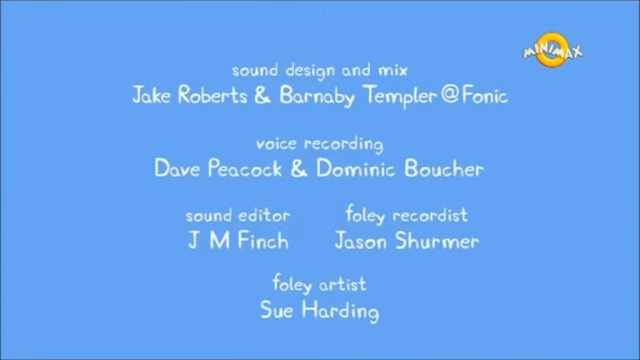 MINIMAX
sound design and mix
Jake Roberts & Barnaby Templer @ Fonic
voice recording
Dave Peacock & Dominic Boucher
sound editor
J M Finch
foley recordist
Jason Shurmer
foley artist
Sue Harding